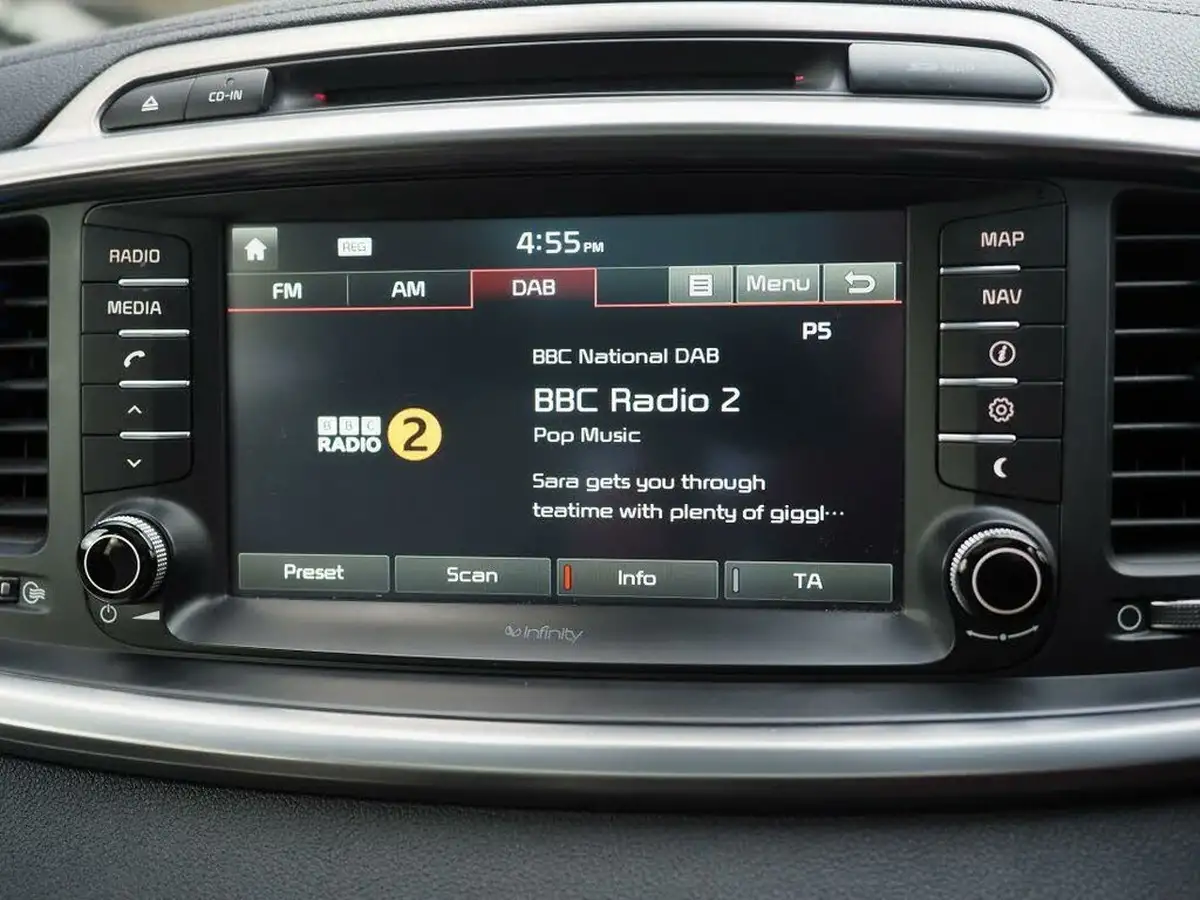 CD-IN
RADIO
MEDIA
REG
4:55 PM
FM AM DAB Menu
P5
BBC National DAB
BBC Radio 2
Pop Music
Sara gets you through
teatime with plenty of giggl…
BBC
RADIO 2
Preset Scan Info TA
MAP
NAV
Infinity